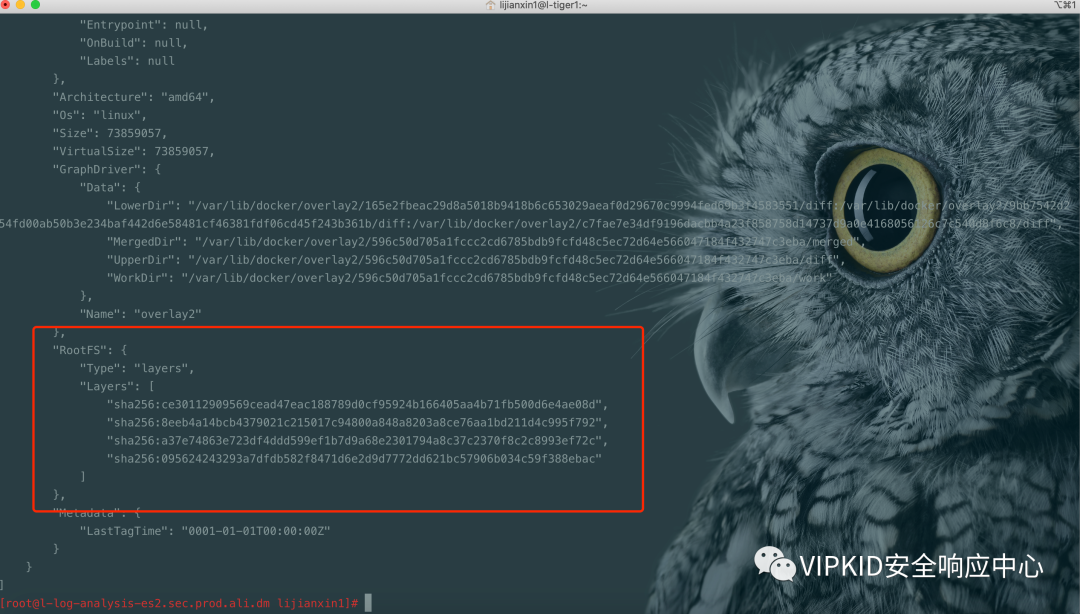 lijianxin1@l-tiger1:~
⌥⌘1
"Entrypoint": null,
"OnBuild": null,
"Labels": null
},
"Architecture": "amd64",
"Os": "linux",
"Size": 73859057,
"VirtualSize": 73859057,
"GraphDriver": {
"Data": {
"LowerDir": "/var/lib/docker/overlay2/165e2fbeac29d8a5018b9418b6c653029aeaf0d29670c9994fed69b3f4583551/diff:/var/lib/docker/overlay2/9bb7542d2
54fd00ab50b3e234baf442d6e58481cf46381fdf06cd45f243b361b/diff:/var/lib/docker/overlay2/
"MergedDir": "/var/lib/docker/overlay2/596c50d705a1fccc2cd6785bdb9fcfd48c5ec72d64e566047184f432747c3eba/merged",
"UpperDir": "/var/lib/docker/overlay2/596c50d705a1fccc2cd6785bdb9fcfd48c5ec72d64e566047184f432747c3eba/diff",
"WorkDir": "/var/lib/docker/overlay2/596c50d705a1fccc2cd6785bdb9fcfd48c5ec72d64e566047184f432747c3eba/work"
},
"Name": "overlay2"
},
"RootFS": {
"Type": "layers",
"Layers": [
"sha256:ce30112909569cead47eac188789d0cf95924b166405aa4b71fb500d6e4ae08d",
"sha256:8eeb4a14bcb4379021c215017c94800a848a8203a8ce76aa1bd211d4c995f792",
"sha256:a37e74863e723df4ddd599ef1b7d9a68e2301794a8c37c2370f8c2c8993ef72c",
"sha256:095624243293a7dfdb582f8471d6e2d9d7772dd621bc57906b034c59f388ebac"
]
},
"Metadata": {
"LastTagTime": "0001-01-01T00:00:00Z"
}
}
]
[root@l-log-analysis-es2.sec.prod.ali.dm lijianxin1]#
VIPKID安全响应中心